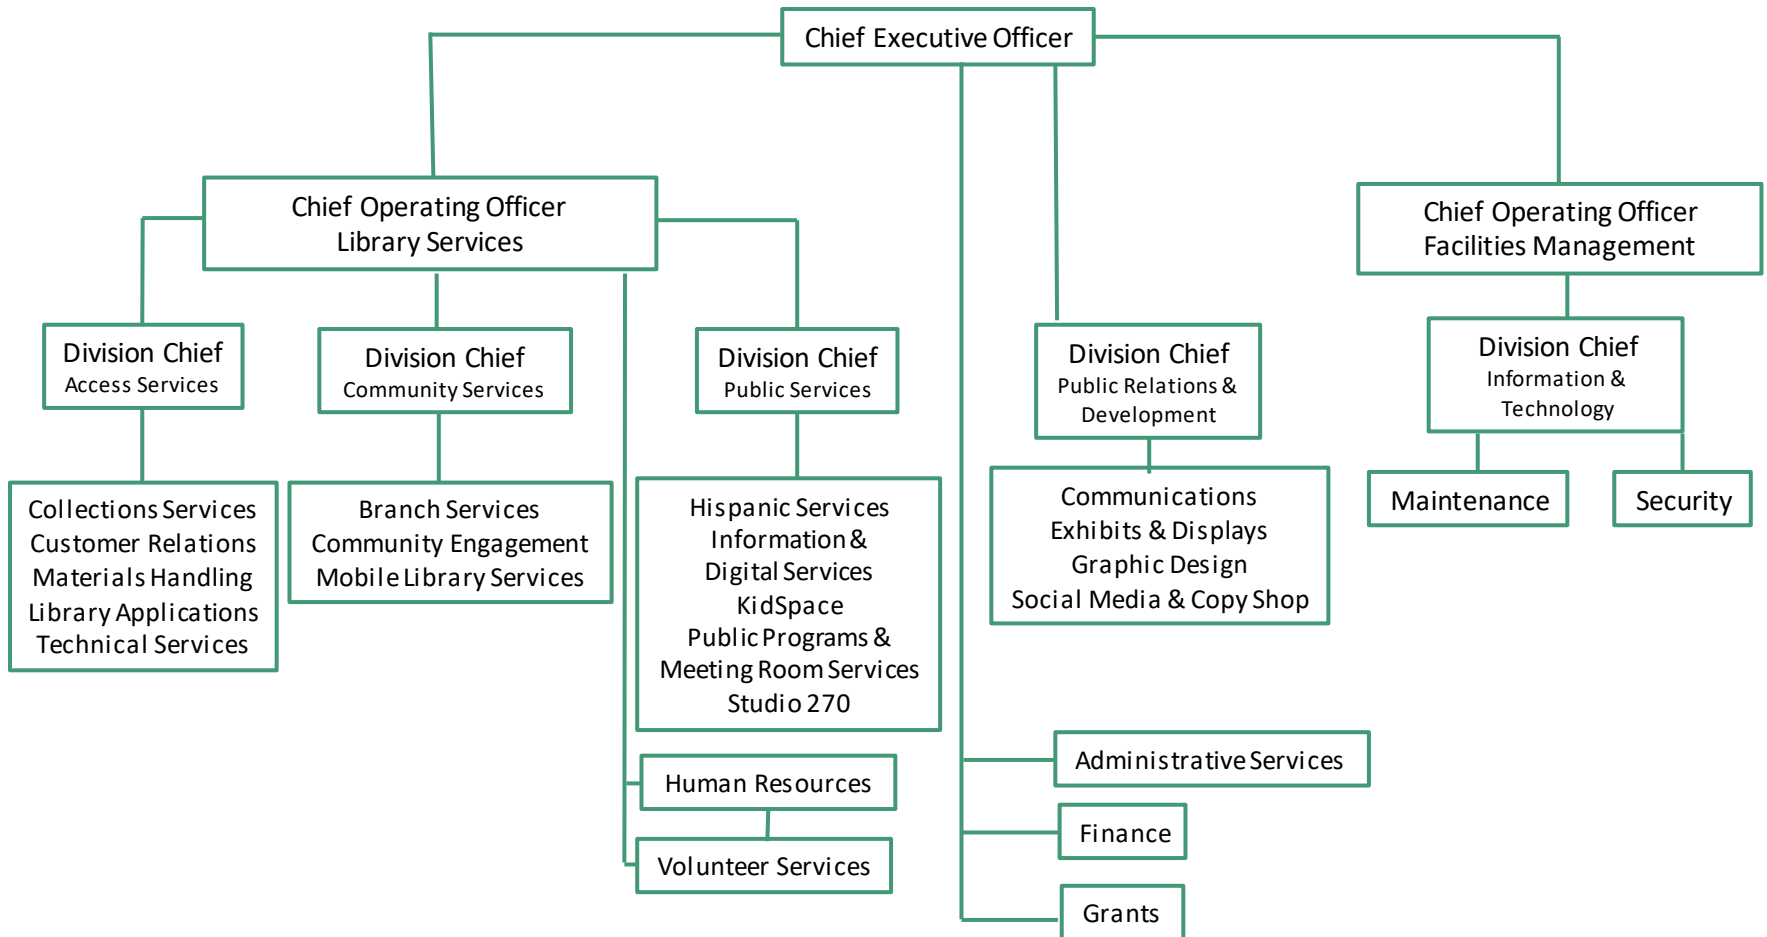 Chief Executive Officer
Chief Operating Officer
Library Services
Chief Operating Officer
Facilities Management
Division Chief
Access Services
Division Chief
Community Services
Division Chief
Public Services
Division Chief
Public Relations &
Development
Division Chief
Information &
Technology
Collections Services
Customer Relations
Materials Handling
Library Applications
Technical Services
Branch Services
Community Engagement
Mobile Library Services
Hispanic Services
Information &
Digital Services
KidSpace
Public Programs &
Meeting Room Services
Studio 270
Communications
Exhibits & Displays
Graphic Design
Social Media & Copy Shop
Maintenance
Security
Human Resources
Volunteer Services
Administrative Services
Finance
Grants